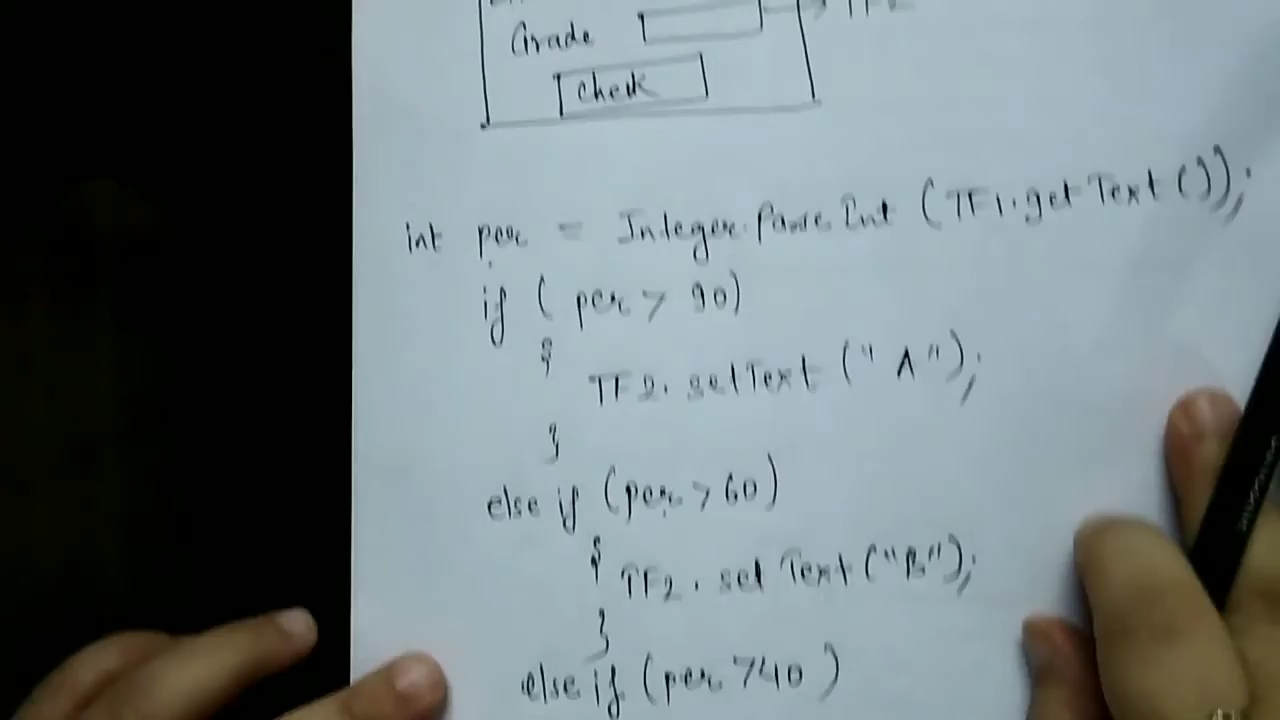 Grade
Check
int per = Integer.ParseInt (TF1.getText());
if ( per > 90)
{
TF2.setText ("A");
}
else if (per > 60)
{ TF2.setText ("B");
}
else if (per >40 )